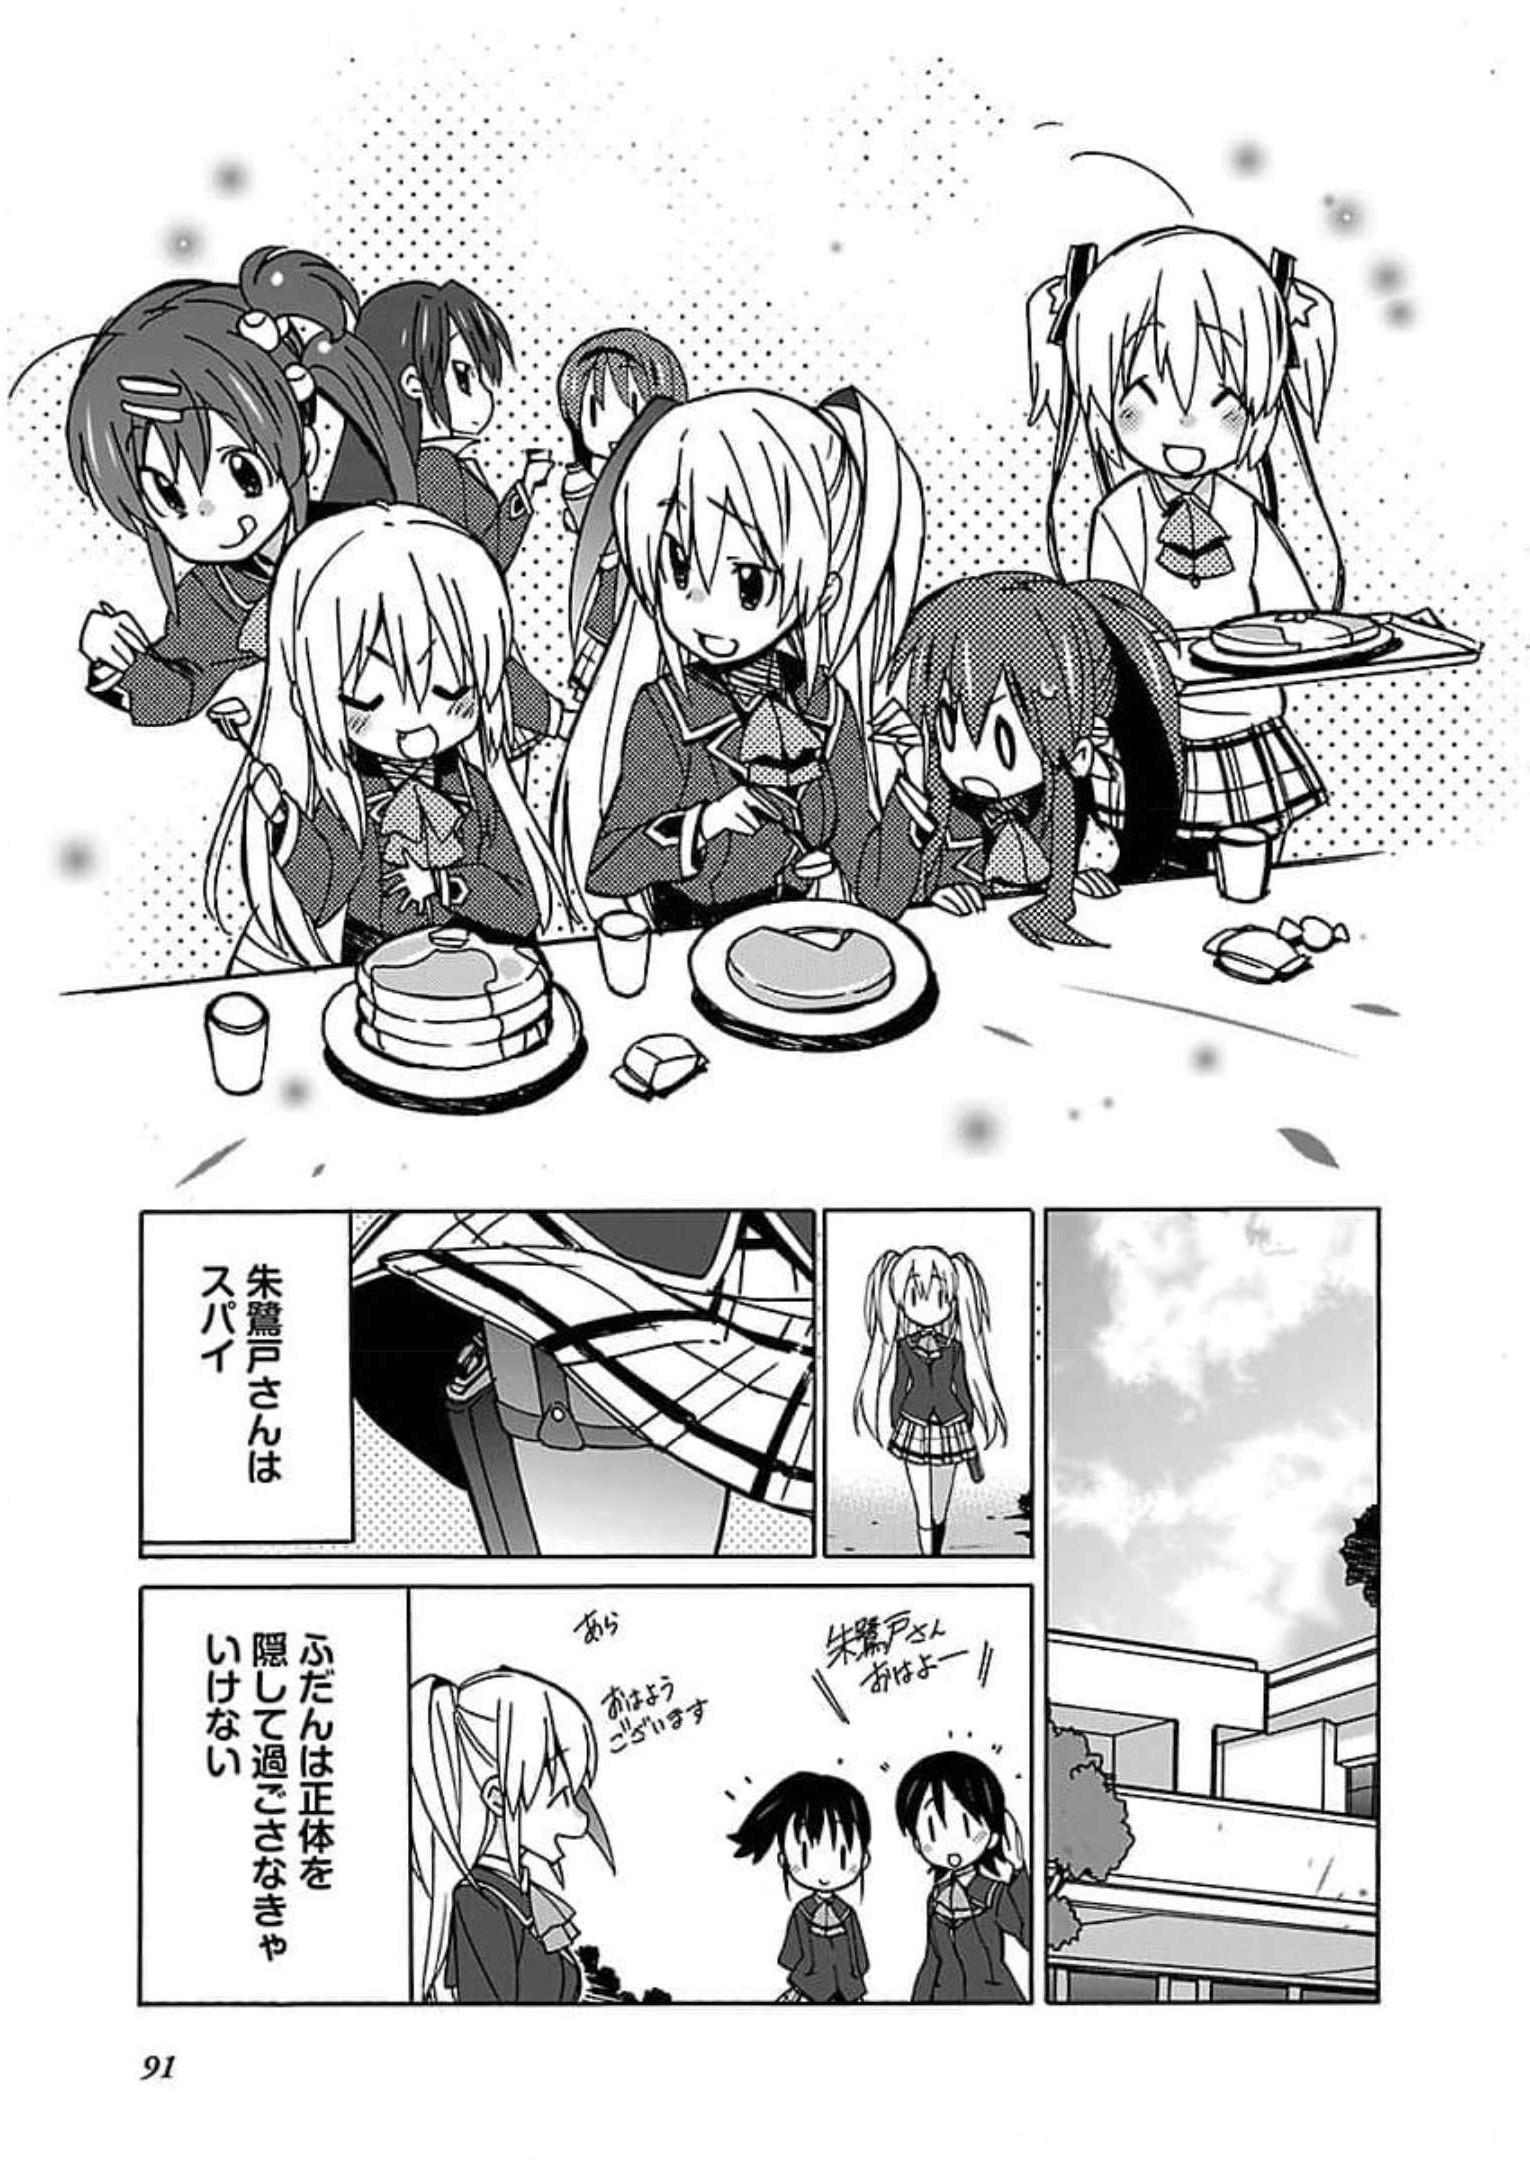 朱鷺戸さんは
スパイ
朱鷺戸さん
おはよー
あら
おはよう
ございます
ふだんは正体を
隠して過ごさなきゃ
いけない
91